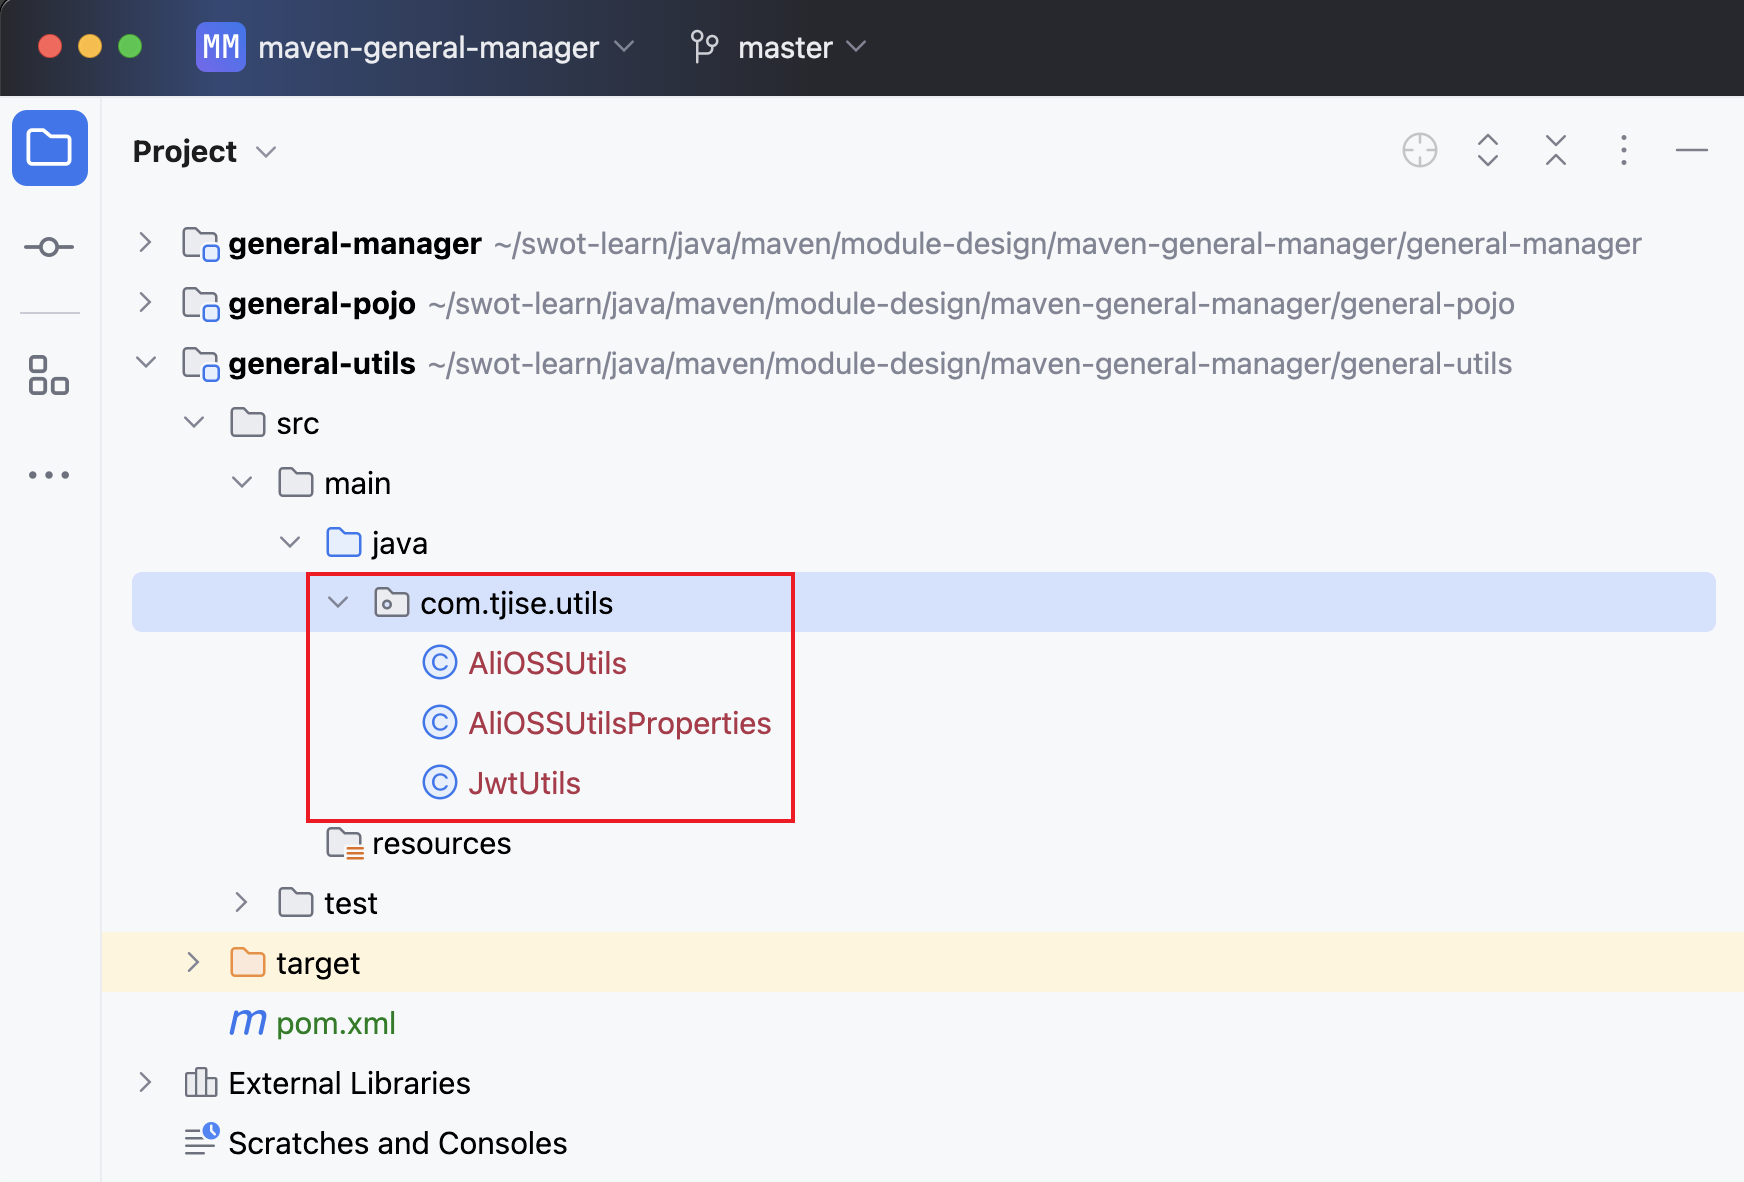 MM maven-general-manager master
Project
general-manager ~/swot-learn/java/maven/module-design/maven-general-manager/general-manager
general-pojo ~/swot-learn/java/maven/module-design/maven-general-manager/general-pojo
general-utils ~/swot-learn/java/maven/module-design/maven-general-manager/general-utils
src
main
java
com.tjise.utils
C AliOSSUtils
C AliOSSUtilsProperties
C JwtUtils
resources
test
target
m pom.xml
External Libraries
Scratches and Consoles